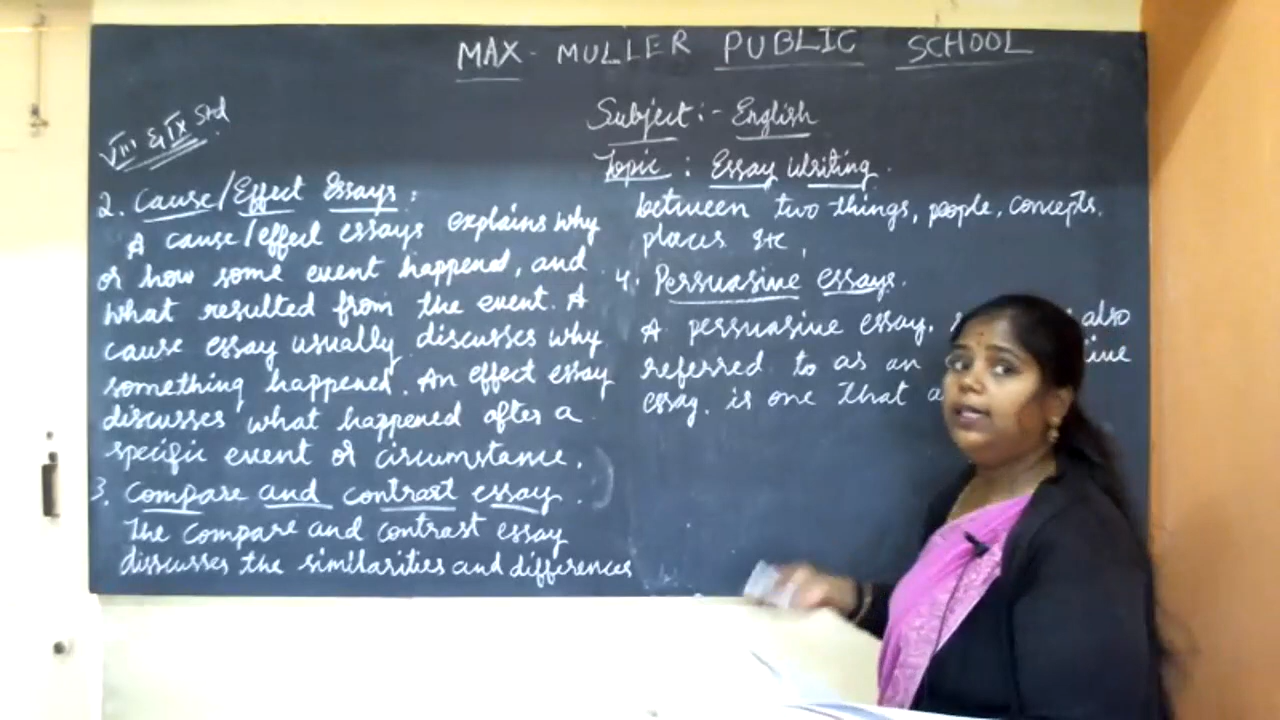 MAX - MULLER PUBLIC SCHOOL
Subject :- English
Topic : Essay Writing.
VIII & IX Std
2. Cause/Effect Essays :
A cause/effect essays explains why
or how some event happened, and
what resulted from the event. A
cause essay usually discusses why
something happened. An effect essay
discusses what happened after a
specific event or circumstance.
3. Compare and contrast essay.
The compare and contrast essay
disscusses the similarities and differences
between two things, people, concepts,
places etc,
4. Persuasive essays.
A persuasive essay, also
referred to as an
essay. is one that